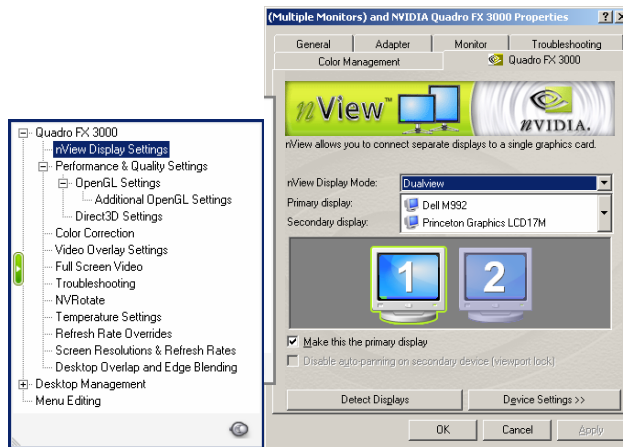 (Multiple Monitors) and NVIDIA Quadro FX 3000 Properties
General Adapter Monitor Troubleshooting
Color Management Quadro FX 3000
nView™
nVIDIA.
nView allows you to connect separate displays to a single graphics card.
nView Display Mode: Dualview
Primary display: Dell M992
Secondary display: Princeton Graphics LCD17M
1 2
Make this the primary display
Disable auto-panning on secondary device (viewport lock)
Detect Displays Device Settings >>
OK Cancel Apply
Quadro FX 3000
nView Display Settings
Performance & Quality Settings
OpenGL Settings
Additional OpenGL Settings
Direct3D Settings
Color Correction
Video Overlay Settings
Full Screen Video
Troubleshooting
NVRotate
Temperature Settings
Refresh Rate Overrides
Screen Resolutions & Refresh Rates
Desktop Overlap and Edge Blending
Desktop Management
Menu Editing